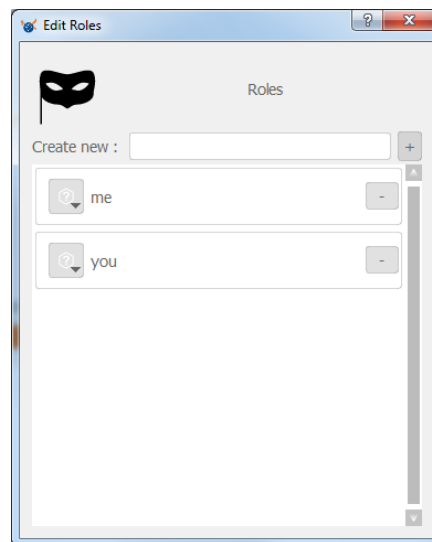 Edit Roles
?
Roles
Create new :
+
? me -
? you -